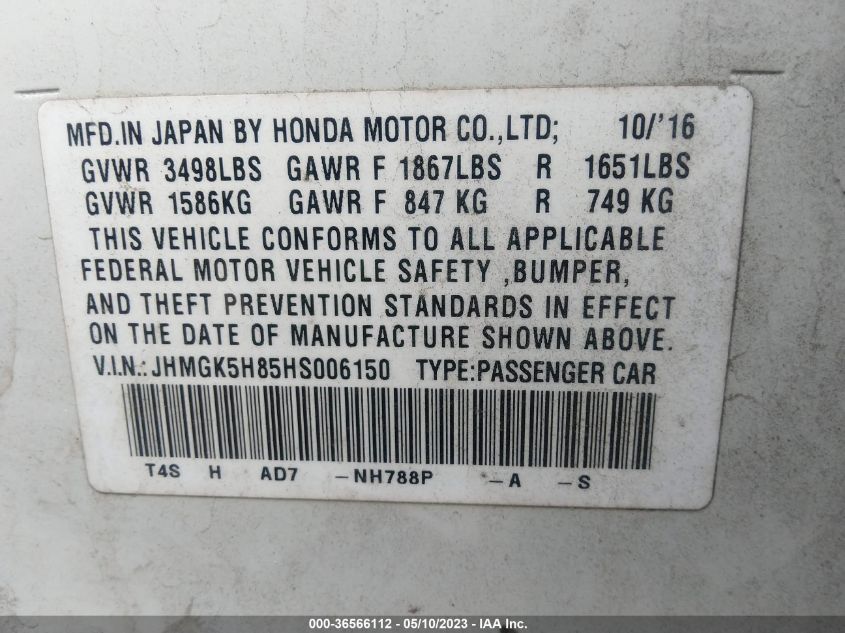 MFD.IN JAPAN BY HONDA MOTOR CO.,LTD; 10/'16
GVWR 3498LBS GAWR F 1867LBS R 1651LBS
GVWR 1586KG GAWR F 847 KG R 749 KG
THIS VEHICLE CONFORMS TO ALL APPLICABLE
FEDERAL MOTOR VEHICLE SAFETY ,BUMPER,
AND THEFT PREVENTION STANDARDS IN EFFECT
ON THE DATE OF MANUFACTURE SHOWN ABOVE.
V.I.N.: JHMGK5H85HS006150 TYPE:PASSENGER CAR
T4S H AD7 -NH788P -A -S
000-36566112 - 05/10/2023 - IAA Inc.